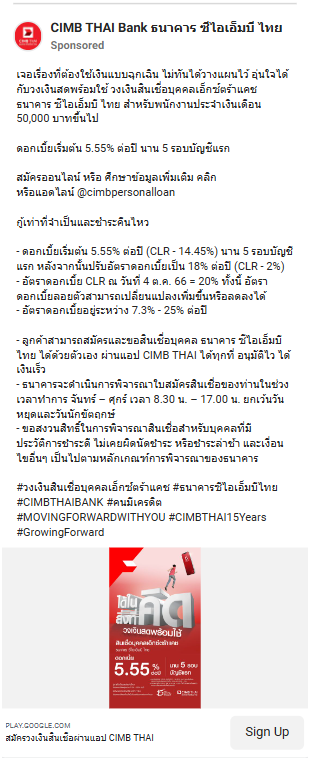 CIMB THAI Bank ธนาคาร ซีไอเอ็มบี ไทย
Sponsored
เจอเรื่องที่ต้องใช้เงินแบบฉุกเฉิน ไม่ทันได้วางแผนไว้ อุ่นใจได้
กับวงเงินสดพร้อมใช้ วงเงินสินเชื่อบุคคลเอ็กซ์ตร้าแคช
ธนาคาร ซีไอเอ็มบี ไทย สำหรับพนักงานประจำเงินเดือน
50,000 บาทขึ้นไป
ดอกเบี้ยเริ่มต้น 5.55% ต่อปี นาน 5 รอบบัญชีแรก
สมัครออนไลน์ หรือ ศึกษาข้อมูลเพิ่มเติม คลิก
หรือแอดไลน์ @cimbpersonalloan
กู้เท่าที่จำเป็นและชำระคืนไหว
- ดอกเบี้ยเริ่มต้น 5.55% ต่อปี (CLR - 14.45%) นาน 5 รอบบัญชี
แรก หลังจากนั้นปรับอัตราดอกเบี้ยเป็น 18% ต่อปี (CLR - 2%)
- อัตราดอกเบี้ย CLR ณ วันที่ 4 ต.ค. 66 = 20% ทั้งนี้ อัตรา
ดอกเบี้ยลอยตัวสามารถเปลี่ยนแปลงเพิ่มขึ้นหรือลดลงได้
- อัตราดอกเบี้ยอยู่ระหว่าง 7.3% - 25% ต่อปี
- ลูกค้าสามารถสมัครและขอสินเชื่อบุคคล ธนาคาร ซีไอเอ็มบี
ไทย ได้ด้วยตัวเอง ผ่านแอป CIMB THAI ได้ทุกที่ อนุมัติไว ได้
เงินเร็ว
- ธนาคารจะดำเนินการพิจารณาใบสมัครสินเชื่อของท่านในช่วง
เวลาทำการ จันทร์ – ศุกร์ เวลา 8.30 น. – 17.00 น. ยกเว้นวัน
หยุดและวันนักขัตฤกษ์
- ขอสงวนสิทธิ์ในการพิจารณาสินเชื่อสำหรับบุคคลที่มี
ประวัติการชำระดี ไม่เคยผิดนัดชำระ หรือชำระล่าช้า และเงื่อน
ไขอื่นๆ เป็นไปตามหลักเกณฑ์การพิจารณาของธนาคาร
#วงเงินสินเชื่อบุคคลเอ็กซ์ตร้าแคช #ธนาคารซีไอเอ็มบีไทย
#CIMBTHAIBANK #คนมีเครดิต
#MOVINGFORWARDWITHYOU #CIMBTHAI15Years
#GrowingForward
ได้ใน
สิ่งที่
คิด
วงเงินสดพร้อมใช้
สินเชื่อบุคคลเอ็กซ์ตร้าแคช
ธนาคาร ซีไอเอ็มบี ไทย
ดอกเบี้ย
5.55% ต่อปี
นาน 5 รอบ
บัญชีแรก
PLAY.GOOGLE.COM
สมัครวงเงินสินเชื่อผ่านแอป CIMB THAI
Sign Up